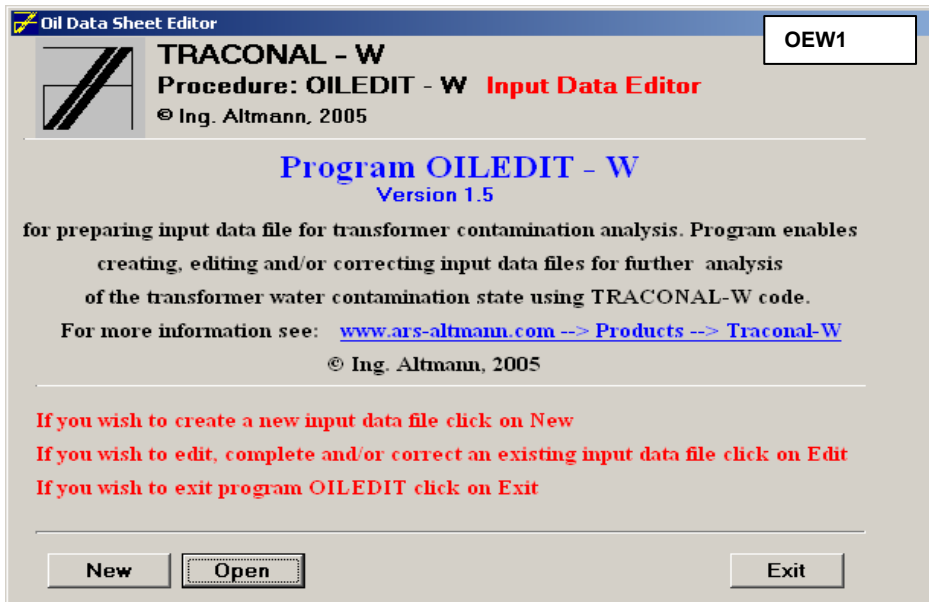 Oil Data Sheet Editor
OEW1
TRACONAL - W
Procedure: OILEDIT - W Input Data Editor
© Ing. Altmann, 2005
Program OILEDIT - W
Version 1.5
for preparing input data file for transformer contamination analysis. Program enables
creating, editing and/or correcting input data files for further analysis
of the transformer water contamination state using TRACONAL-W code.
For more information see: www.ars-altmann.com --> Products --> Traconal-W
© Ing. Altmann, 2005
If you wish to create a new input data file click on New
If you wish to edit, complete and/or correct an existing input data file click on Edit
If you wish to exit program OILEDIT click on Exit
New Open Exit